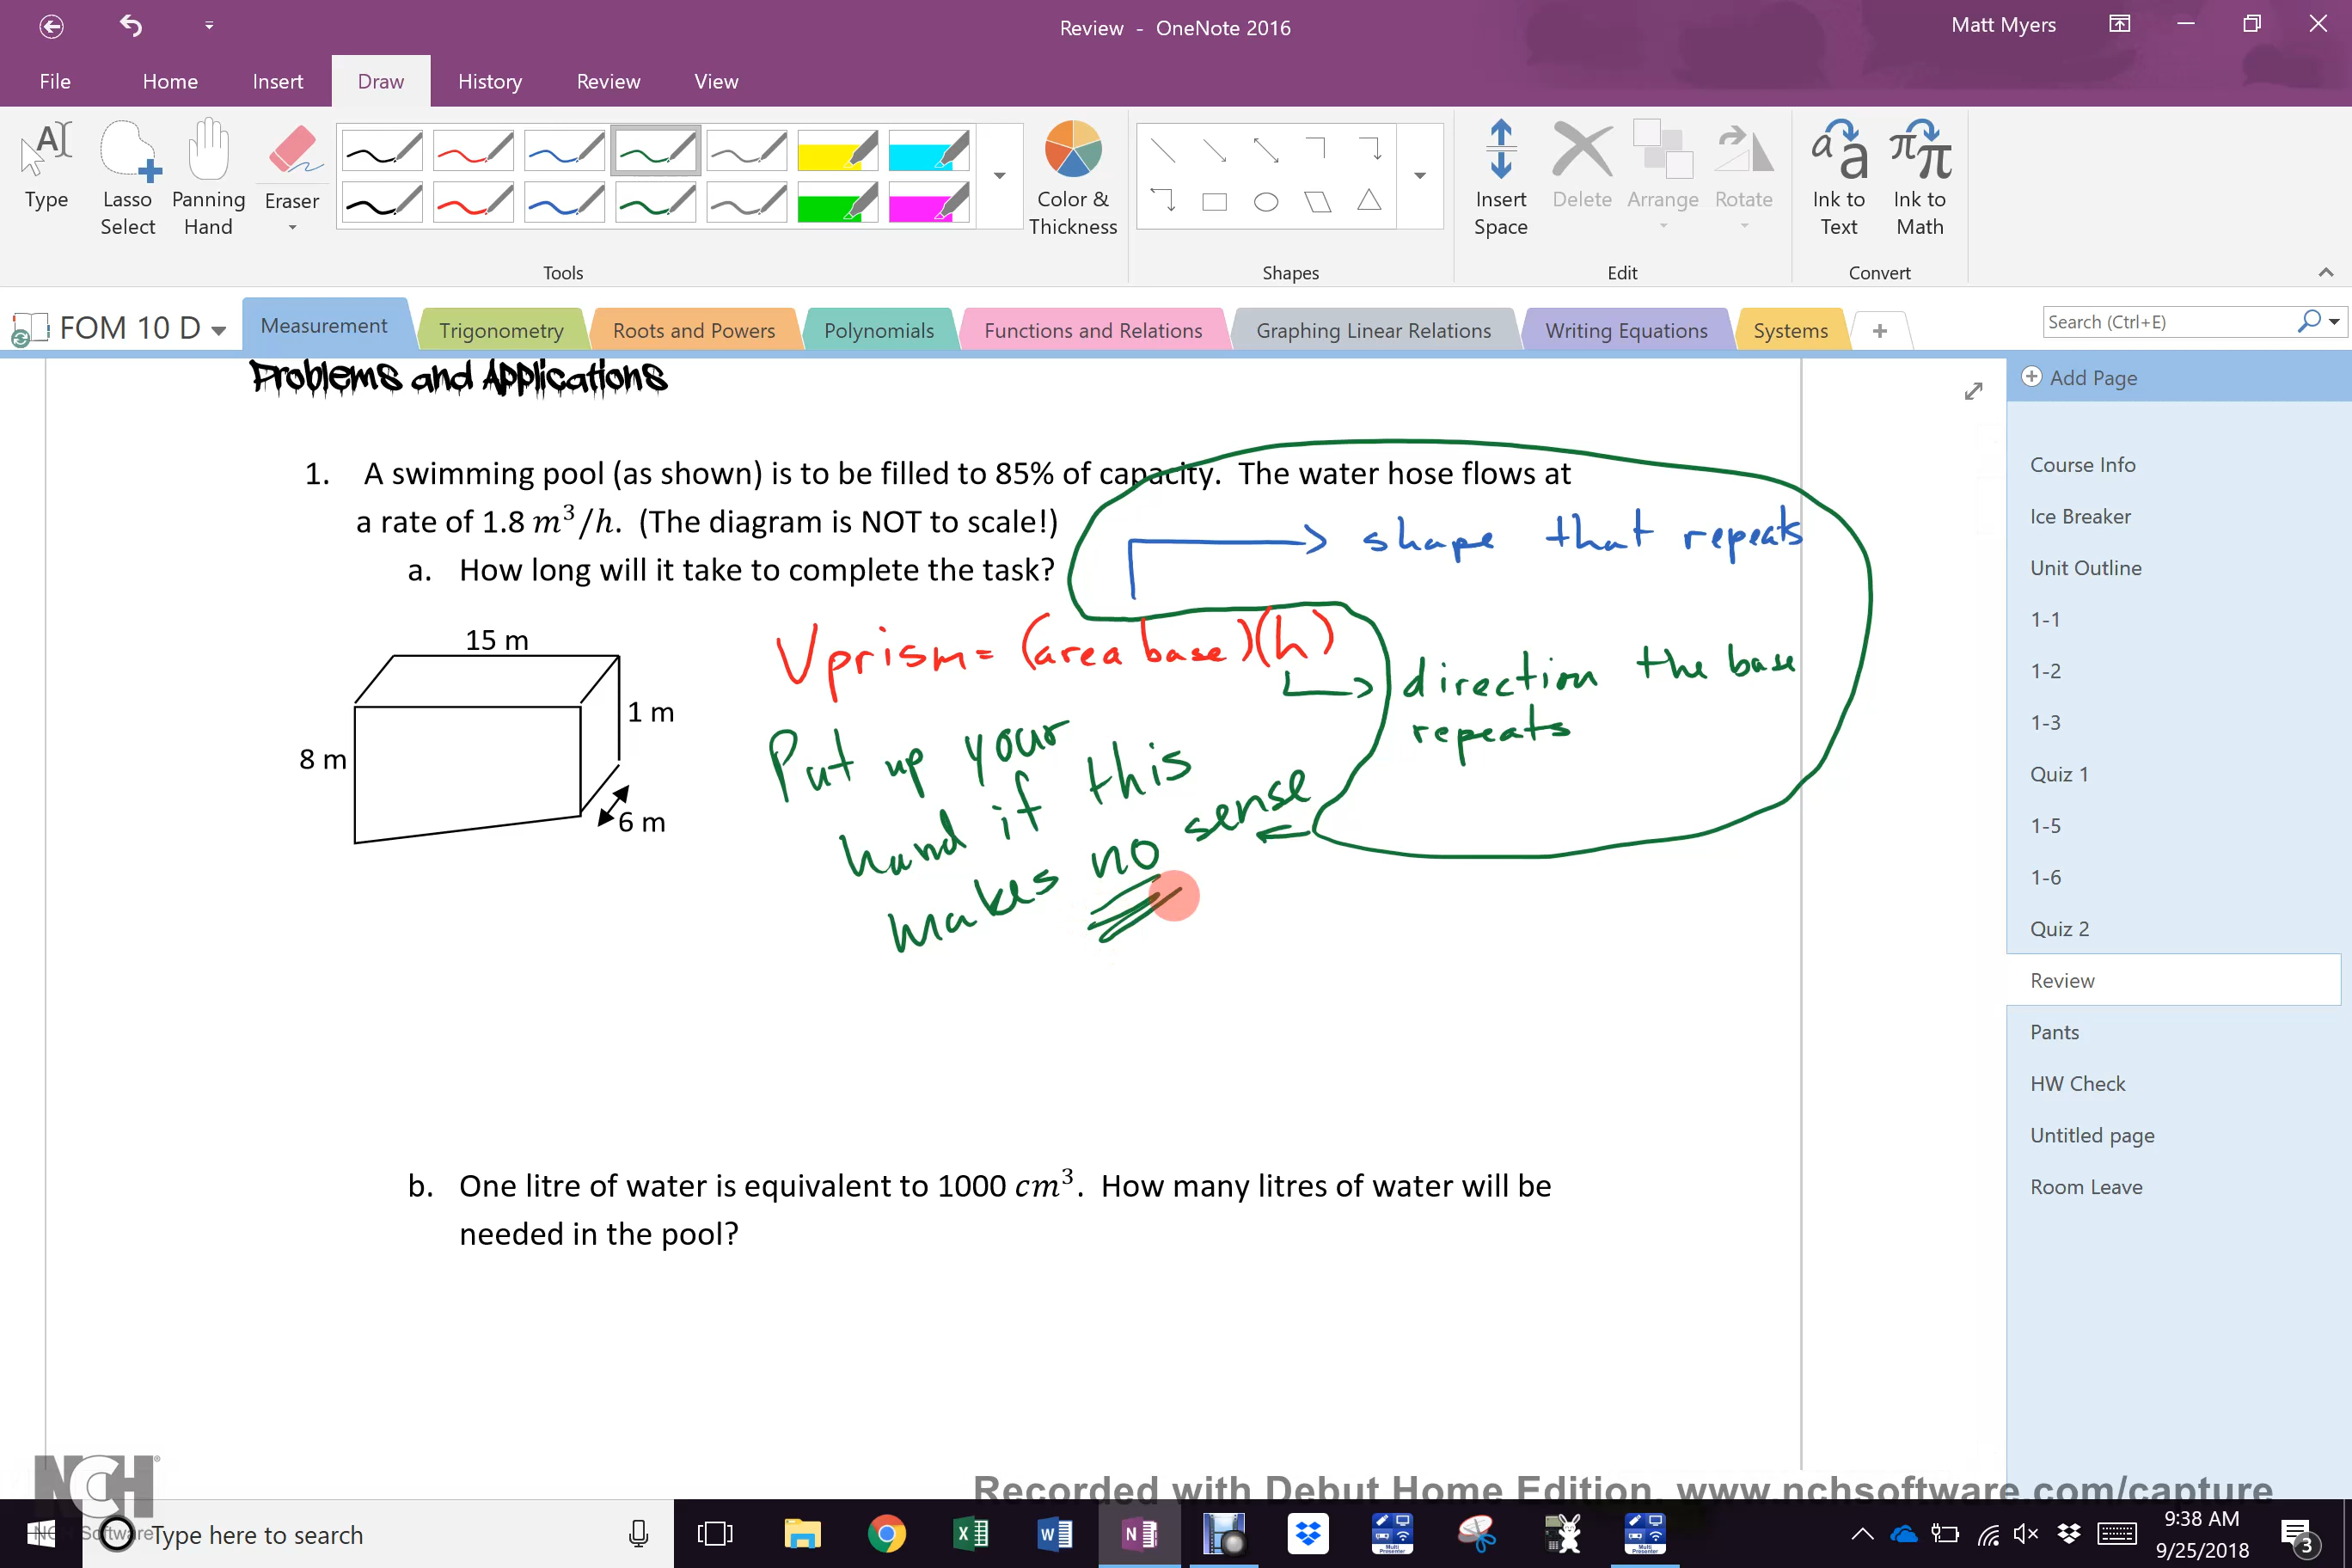 Review - OneNote 2016
Matt Myers
File Home Insert Draw History Review View
Type
Lasso Select
Panning Hand
Eraser
Color & Thickness
Insert Space
Delete
Arrange
Rotate
Ink to Text
Ink to Math
Tools
Shapes
Edit
Convert
FOM 10 D
Measurement
Trigonometry
Roots and Powers
Polynomials
Functions and Relations
Graphing Linear Relations
Writing Equations
Systems
Search (Ctrl+E)
Problems and Applications
1. A swimming pool (as shown) is to be filled to 85% of capacity. The water hose flows at
a rate of 1.8 m³/h. (The diagram is NOT to scale!)
shape that repeats
a. How long will it take to complete the task?
15 m
1 m
8 m
6 m
Vprism = (area base)(h)
direction the base
repeats
Put up your
hand if this
makes no sense
b. One litre of water is equivalent to 1000 cm³. How many litres of water will be
needed in the pool?
Add Page
Course Info
Ice Breaker
Unit Outline
1-1
1-2
1-3
Quiz 1
1-5
1-6
Quiz 2
Review
Pants
HW Check
Untitled page
Room Leave
NCH
NCH Software
Recorded with Debut Home Edition. www.nchsoftware.com/capture
Type here to search
9:38 AM
9/25/2018
3